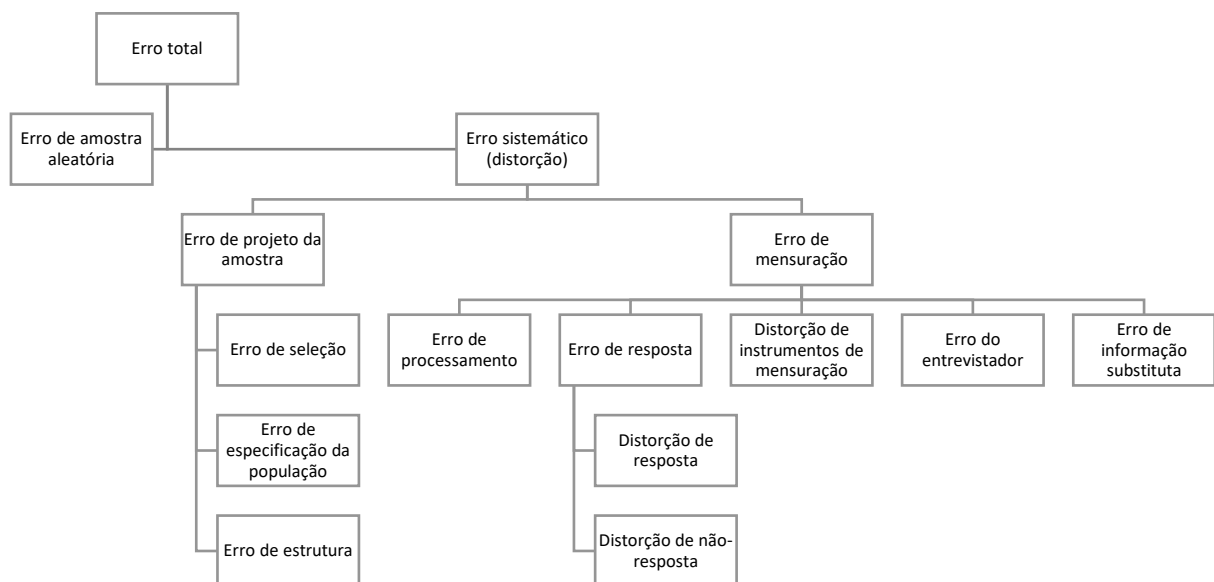 Erro total
Erro de amostra
aleatória
Erro sistemático
(distorção)
Erro de projeto da
amostra
Erro de
mensuração
Erro de seleção
Erro de
processamento
Erro de resposta
Distorção de
instrumentos de
mensuração
Erro do
entrevistador
Erro de
informação
substituta
Erro de
especificação da
população
Distorção de
resposta
Erro de estrutura
Distorção de não-
resposta